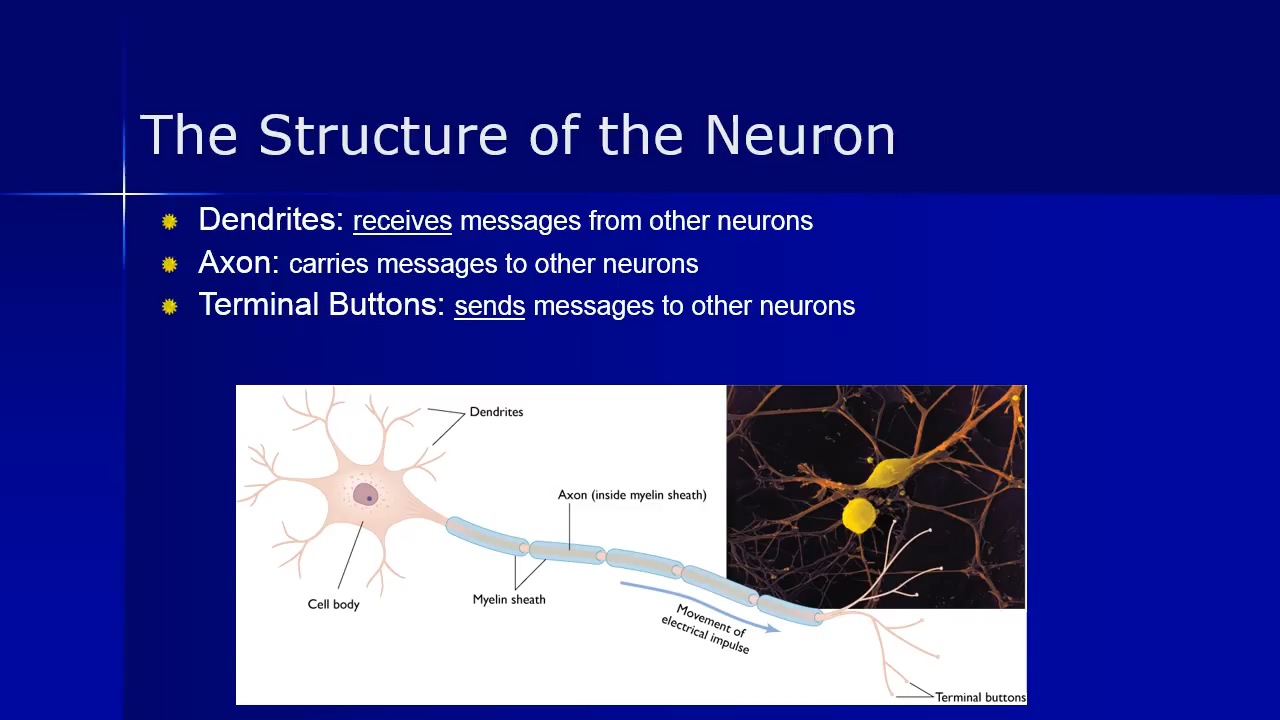 The Structure of the Neuron
Dendrites: receives messages from other neurons
Axon: carries messages to other neurons
Terminal Buttons: sends messages to other neurons
Dendrites
Axon (inside myelin sheath)
Cell body
Myelin sheath
Movement of
electrical impulse
Terminal buttons